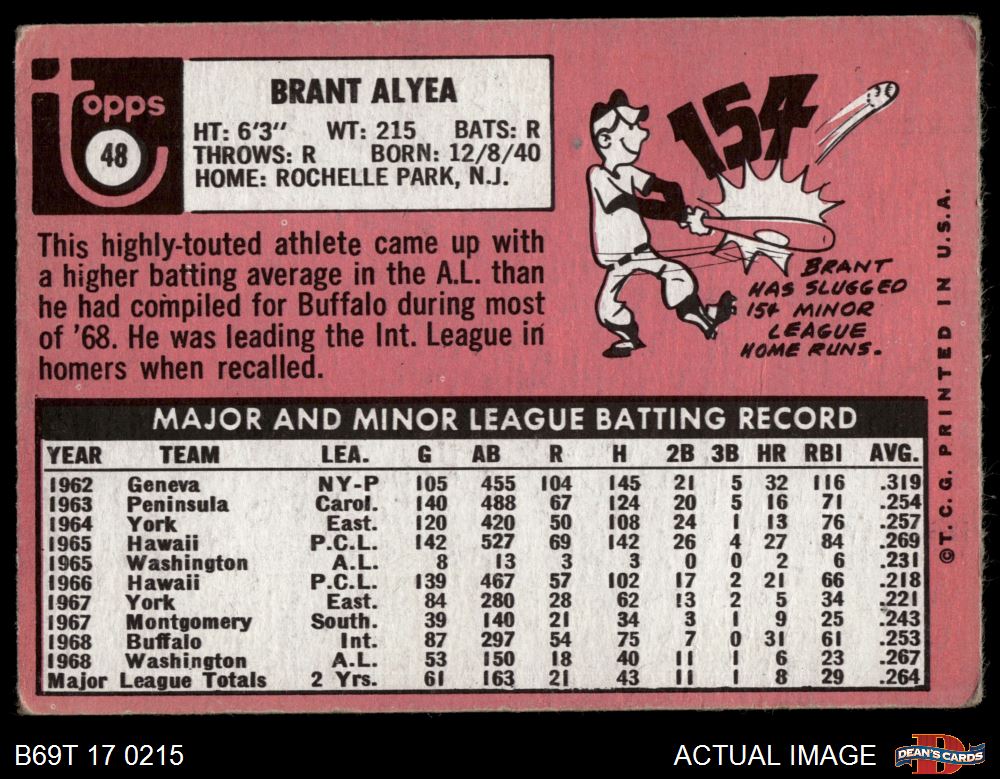 Topps
48
BRANT ALYEA
HT: 6'3" WT: 215 BATS: R
THROWS: R BORN: 12/8/40
HOME: ROCHELLE PARK, N.J.
This highly-touted athlete came up with
a higher batting average in the A.L. than
he had compiled for Buffalo during most
of '68. He was leading the Int. League in
homers when recalled.
154
BRANT
HAS SLUGGED
154 MINOR
LEAGUE
HOME RUNS.
©T.C.G. PRINTED IN U.S.A.
MAJOR AND MINOR LEAGUE BATTING RECORD
YEAR TEAM LEA. G AB R H 2B 3B HR RBI AVG.
1962 Geneva NY-P 105 455 104 145 21 5 32 116 .319
1963 Peninsula Carol. 140 488 67 124 20 5 16 71 .254
1964 York East. 120 420 50 108 24 1 13 76 .257
1965 Hawaii P.C.L. 142 527 69 142 26 4 27 84 .269
1965 Washington A.L. 8 13 3 3 0 0 2 6 .231
1966 Hawaii P.C.L. 139 467 57 102 17 2 21 66 .218
1967 York East. 84 280 28 62 13 2 5 34 .221
1967 Montgomery South. 39 140 21 34 3 1 9 25 .243
1968 Buffalo Int. 87 297 54 75 7 0 31 61 .253
1968 Washington A.L. 53 150 18 40 11 1 6 23 .267
Major League Totals 2 Yrs. 61 163 21 43 11 1 8 29 .264
B69T 17 0215
ACTUAL IMAGE
DEAN'S CARDS